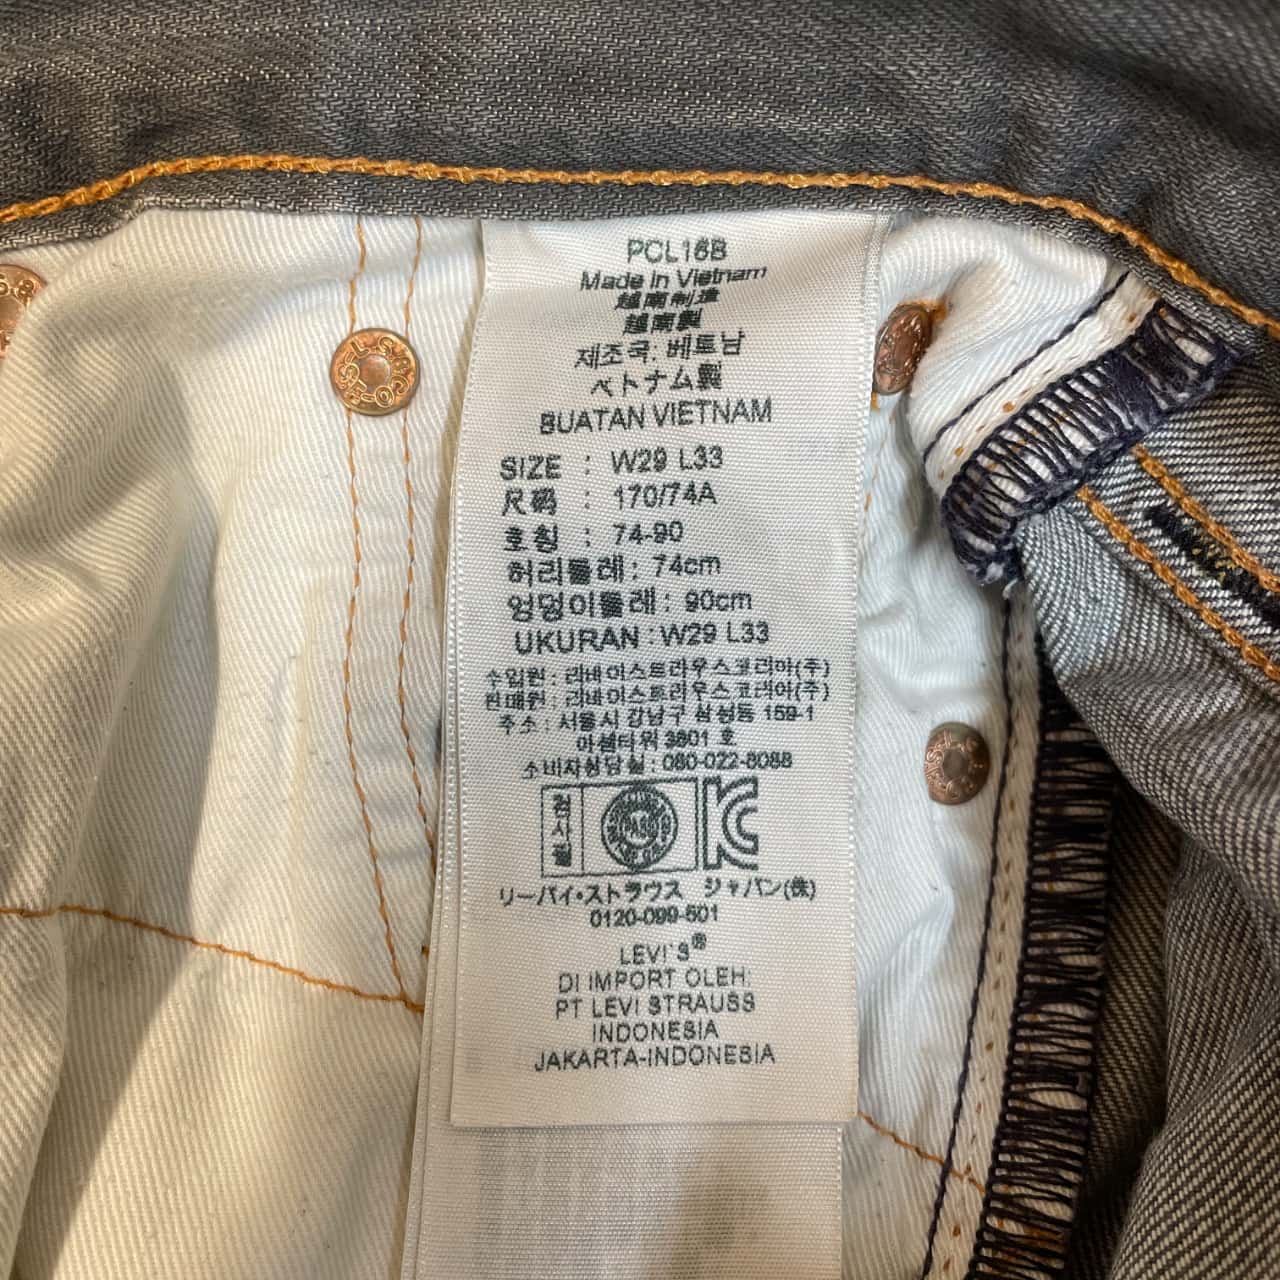 PCL16B
Made in Vietnam
越南制造
越南製
제조국: 베트남
ベトナム製
BUATAN VIETNAM
SIZE : W29 L33
尺码 : 170/74A
호칭 : 74-90
허리둘레: 74cm
엉덩이둘레: 90cm
UKURAN : W29 L33
수입원 : 리바이스트라우스코리아(주)
판매원 : 리바이스트라우스코리아(주)
주소 : 서울시 강남구 삼성동 159-1
아셈타워 3801 호
소비자상담실 : 080-022-8088
검사필
リーバイ・ストラウス ジャパン(株)
0120-099-501
LEVI'S®
DI IMPORT OLEH:
PT LEVI STRAUSS
INDONESIA
JAKARTA-INDONESIA